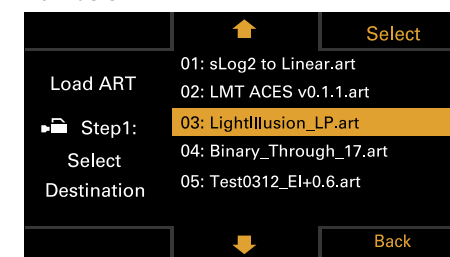 Select
Load ART
Step1:
Select
Destination
01: sLog2 to Linear.art
02: LMT ACES v0.1.1.art
03: LightIllusion_LP.art
04: Binary_Through_17.art
05: Test0312_EI+0.6.art
Back